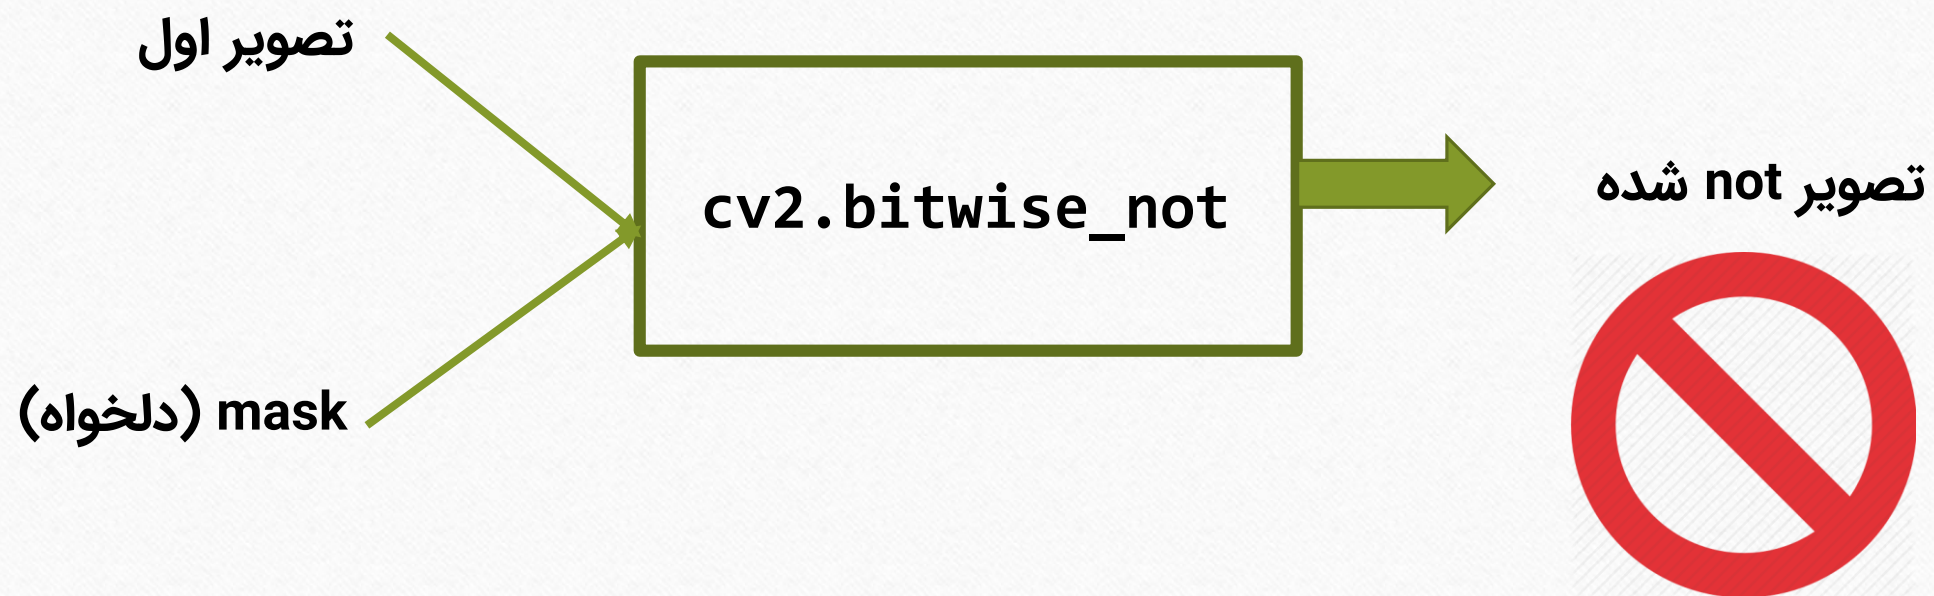 تصویر اول
cv2.bitwise_not
تصویر not شده
mask (دلخواه)